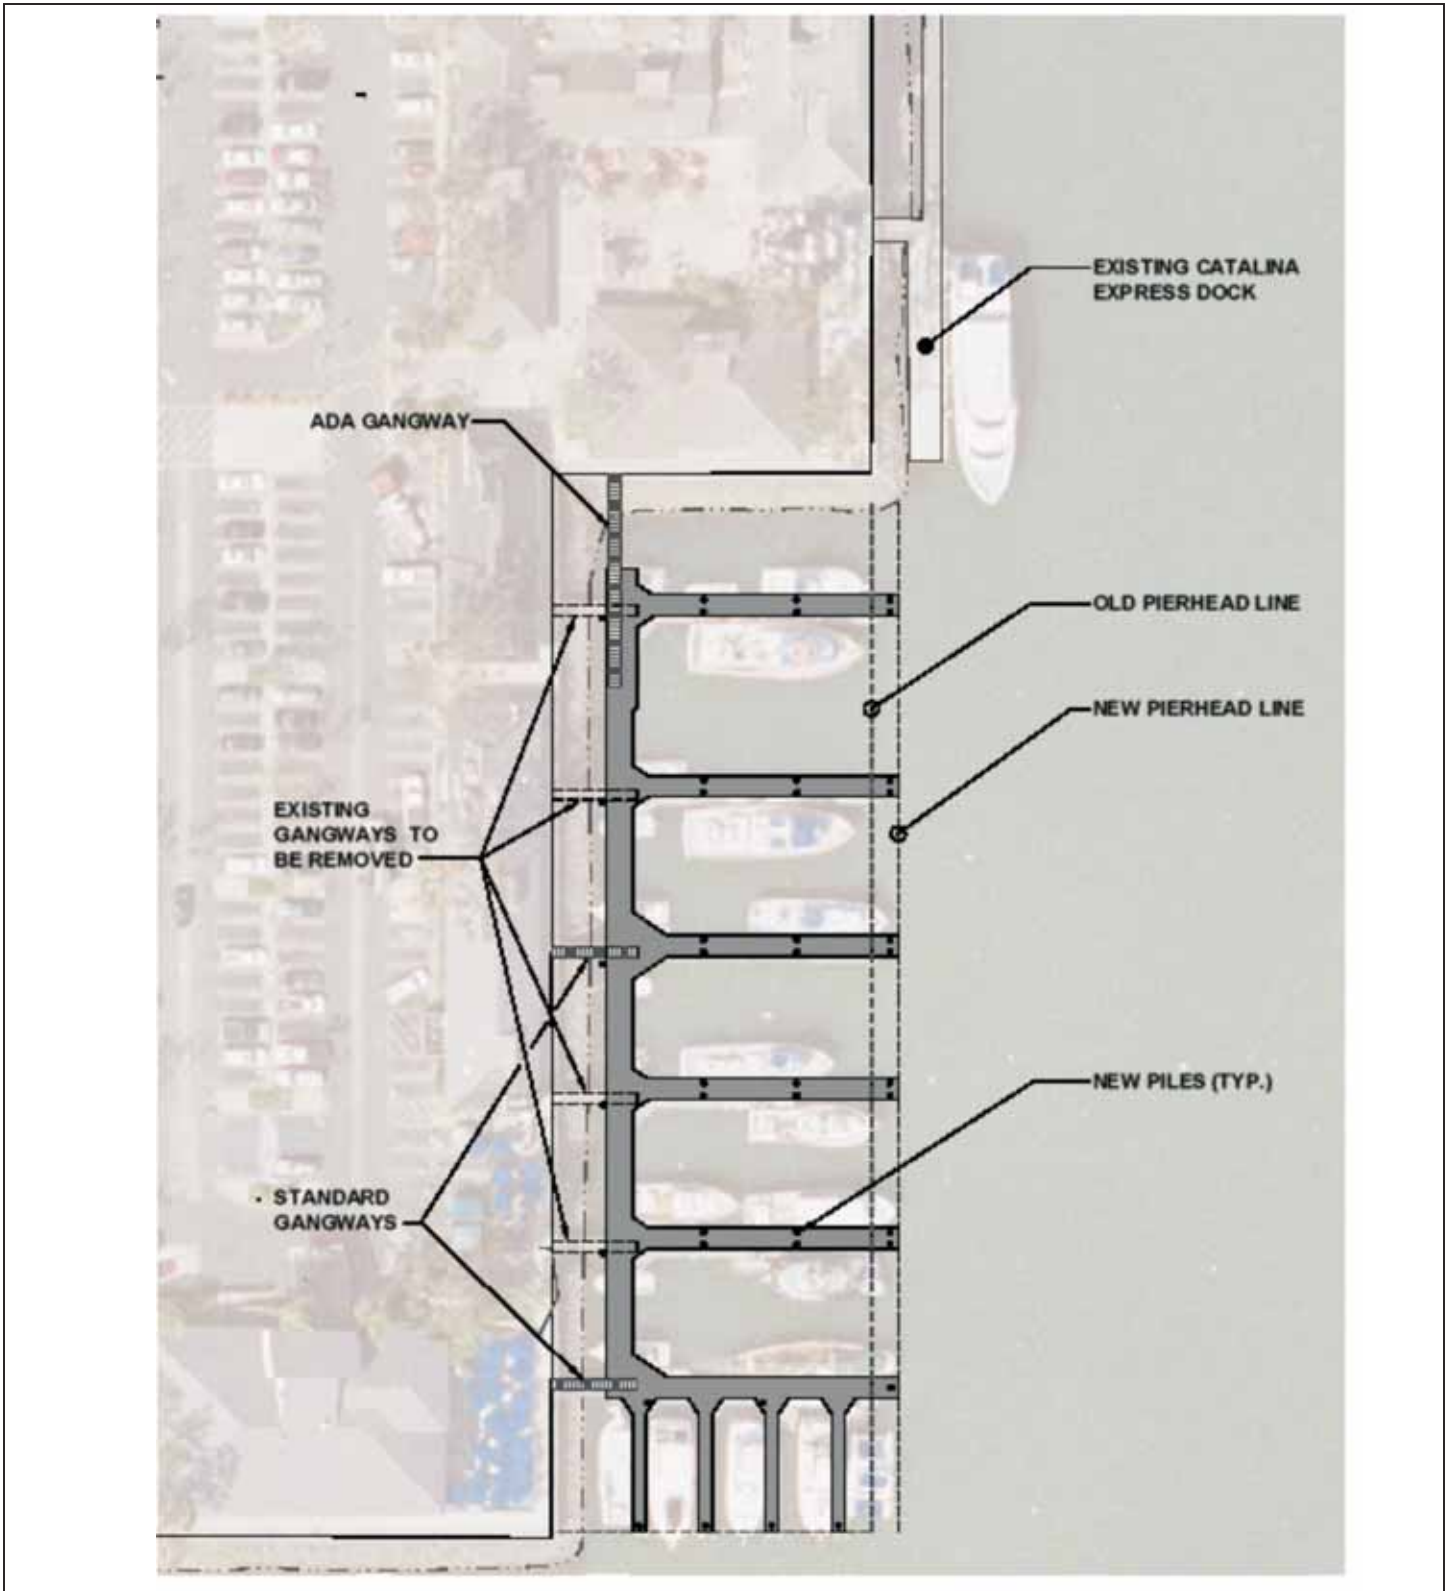 EXISTING CATALINA
EXPRESS DOCK
ADA GANGWAY
OLD PIERHEAD LINE
NEW PIERHEAD LINE
EXISTING
GANGWAYS TO
BE REMOVED
NEW PILES (TYP.)
STANDARD
GANGWAYS